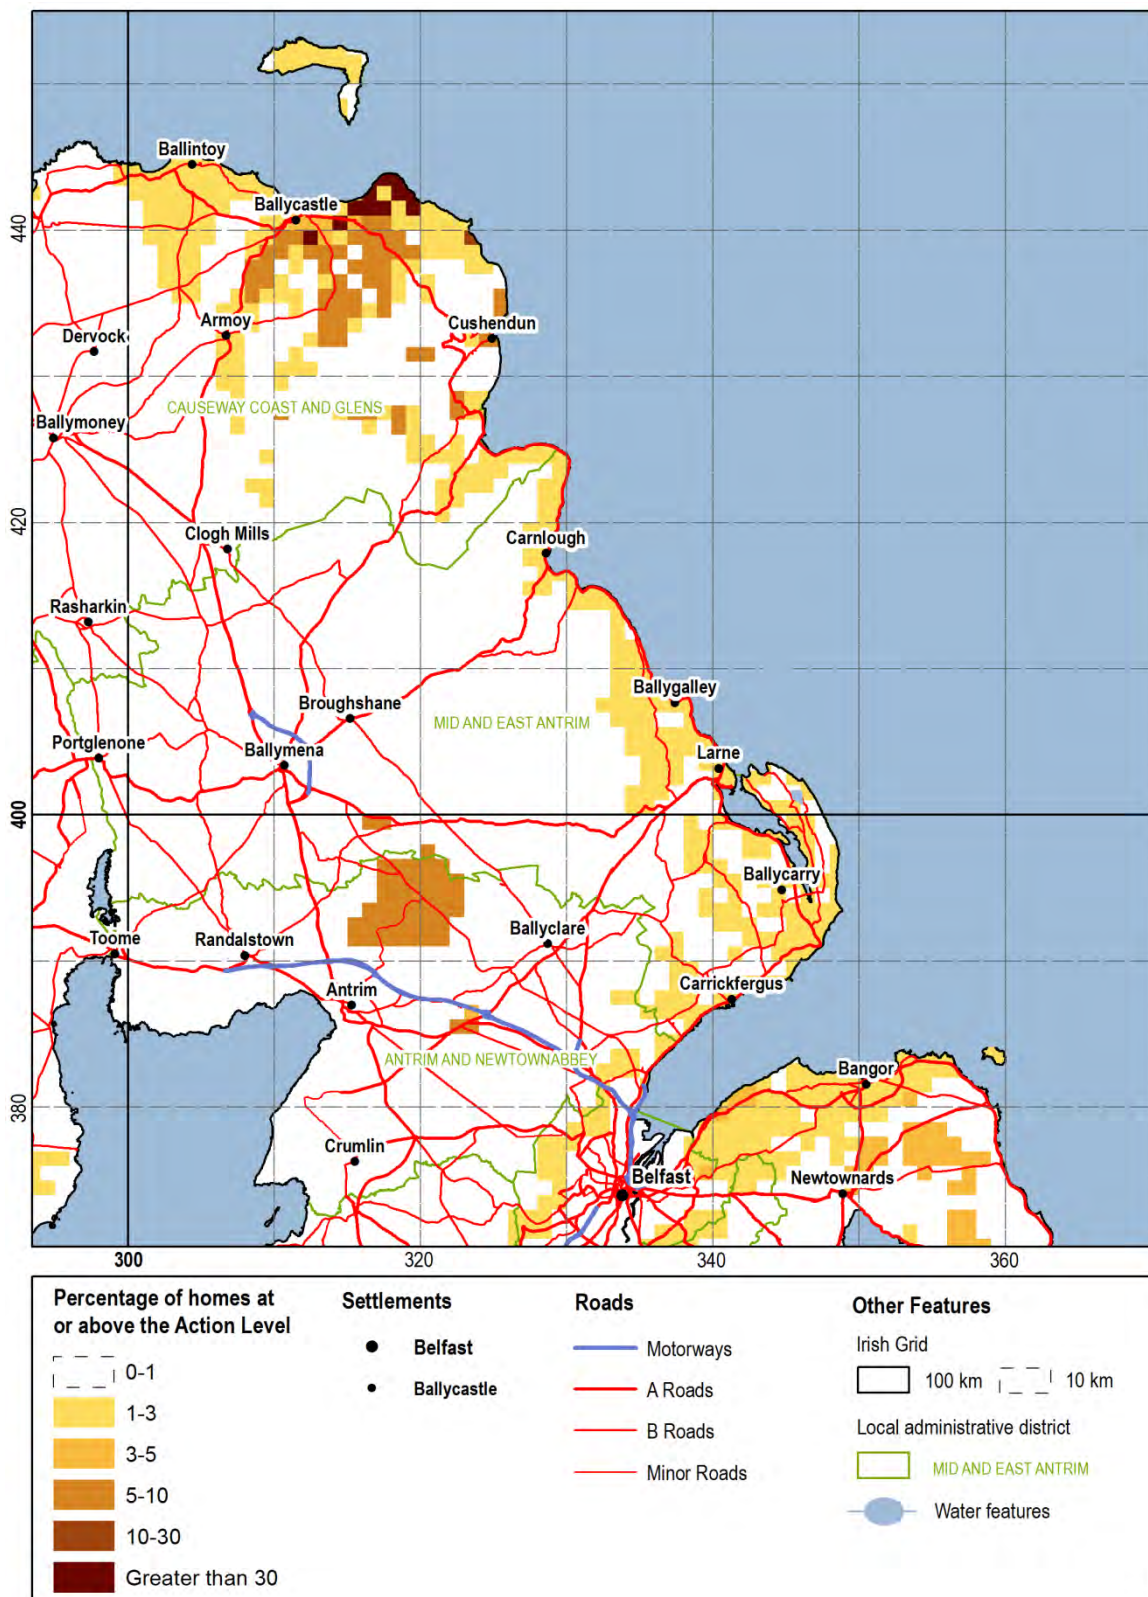 Ballintoy
Ballycastle
440
Armoy
Cushendun
Dervock
CAUSEWAY COAST AND GLENS
Ballymoney
420
Clogh Mills
Carnlough
Rasharkin
Ballygalley
Broughshane
MID AND EAST ANTRIM
Portglenone
Ballymena
Larne
400
Ballycarry
Toome
Randalstown
Ballyclare
Antrim
Carrickfergus
ANTRIM AND NEWTOWNABBEY
Bangor
380
Crumlin
Belfast
Newtownards
300
320
340
360
Percentage of homes at
or above the Action Level
0-1
1-3
3-5
5-10
10-30
Greater than 30
Settlements
Belfast
Ballycastle
Roads
Motorways
A Roads
B Roads
Minor Roads
Other Features
Irish Grid
100 km
10 km
Local administrative district
MID AND EAST ANTRIM
Water features